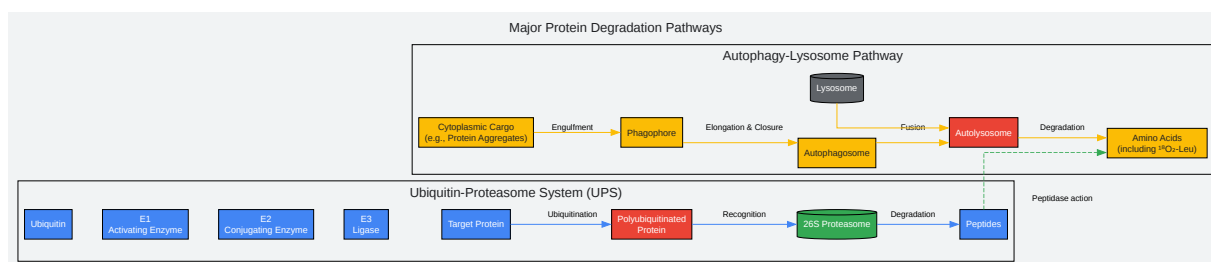 Major Protein Degradation Pathways
Autophagy-Lysosome Pathway
Lysosome
Cytoplasmic Cargo
(e.g., Protein Aggregates)
Engulfment
Phagophore
Elongation & Closure
Autophagosome
Fusion
Autolysosome
Degradation
Amino Acids
(including ¹⁸O₂-Leu)
Ubiquitin-Proteasome System (UPS)
Peptidase action
Ubiquitin
E1
Activating Enzyme
E2
Conjugating Enzyme
E3
Ligase
Target Protein
Ubiquitination
Polyubiquitinated
Protein
Recognition
26S Proteasome
Degradation
Peptides